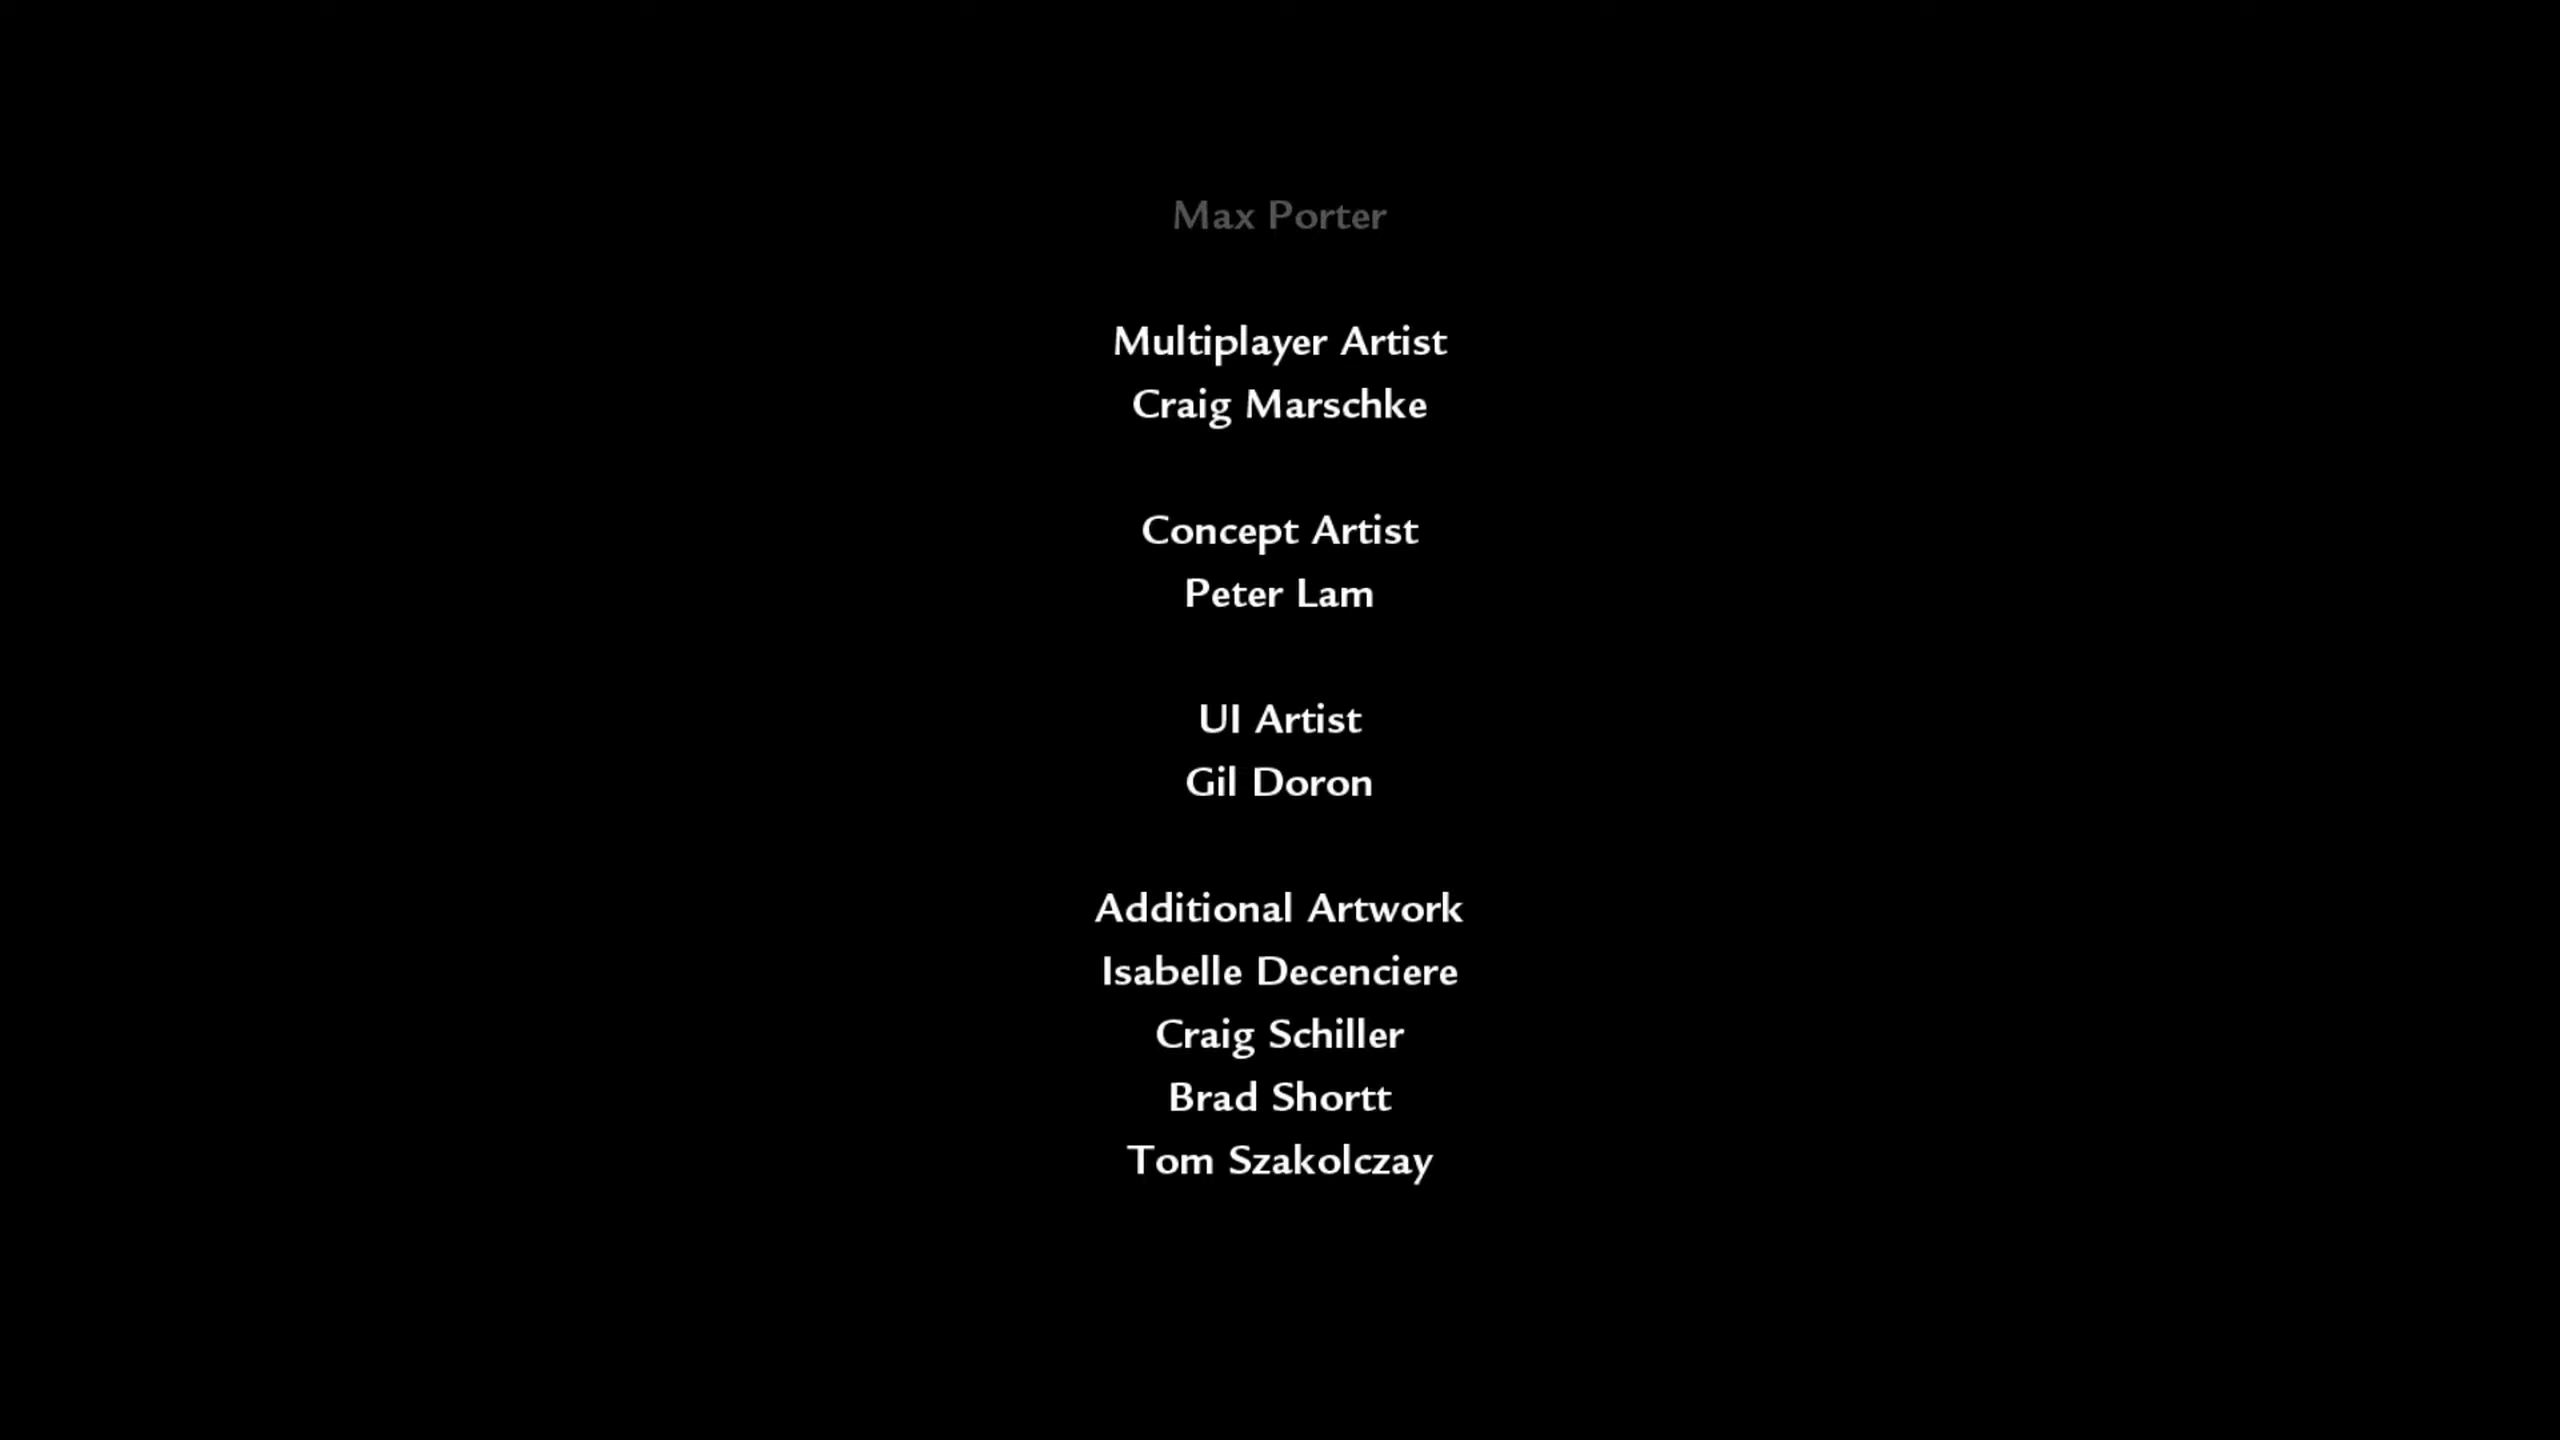 Max Porter
Multiplayer Artist
Craig Marschke
Concept Artist
Peter Lam
UI Artist
Gil Doron
Additional Artwork
Isabelle Decenciere
Craig Schiller
Brad Shortt
Tom Szakolczay